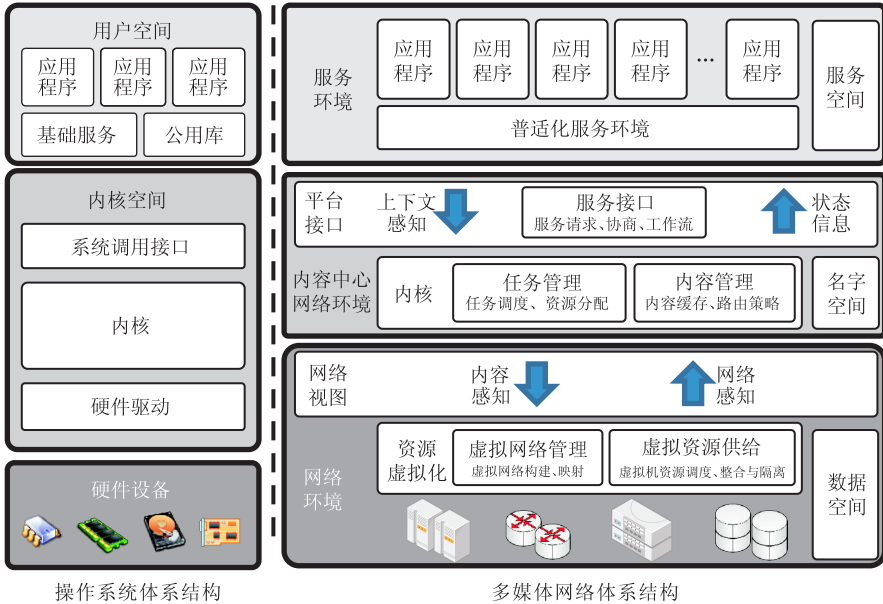 用户空间
应用
程序
应用
程序
应用
程序
基础服务
公用库
内核空间
系统调用接口
内核
硬件驱动
硬件设备
操作系统体系结构
服务
环境
应用
程序
应用
程序
应用
程序
应用
程序
...
应用
程序
普适化服务环境
服务
空间
平台
接口
上下文
感知
服务接口
服务请求、协商、工作流
状态
信息
内容中心
网络环境
内核
任务管理
任务调度、资源分配
内容管理
内容缓存、路由策略
名字
空间
网络
视图
内容
感知
网络
感知
网络
环境
资源
虚拟化
虚拟网络管理
虚拟网络构建、映射
虚拟资源供给
虚拟机资源调度、整合与隔离
数据
空间
多媒体网络体系结构